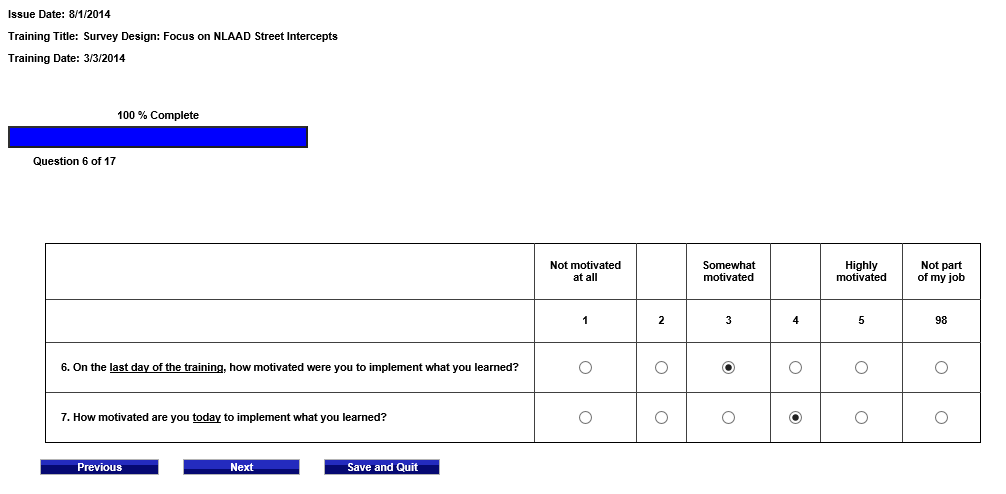 Issue Date: 8/1/2014
Training Title: Survey Design: Focus on NLAAD Street Intercepts
Training Date: 3/3/2014
100 % Complete
Question 6 of 17
Not motivated
at all
Somewhat
motivated
Highly
motivated
Not part
of my job
1 2 3 4 5 98
6. On the last day of the training, how motivated were you to implement what you learned?
7. How motivated are you today to implement what you learned?
Previous Next Save and Quit